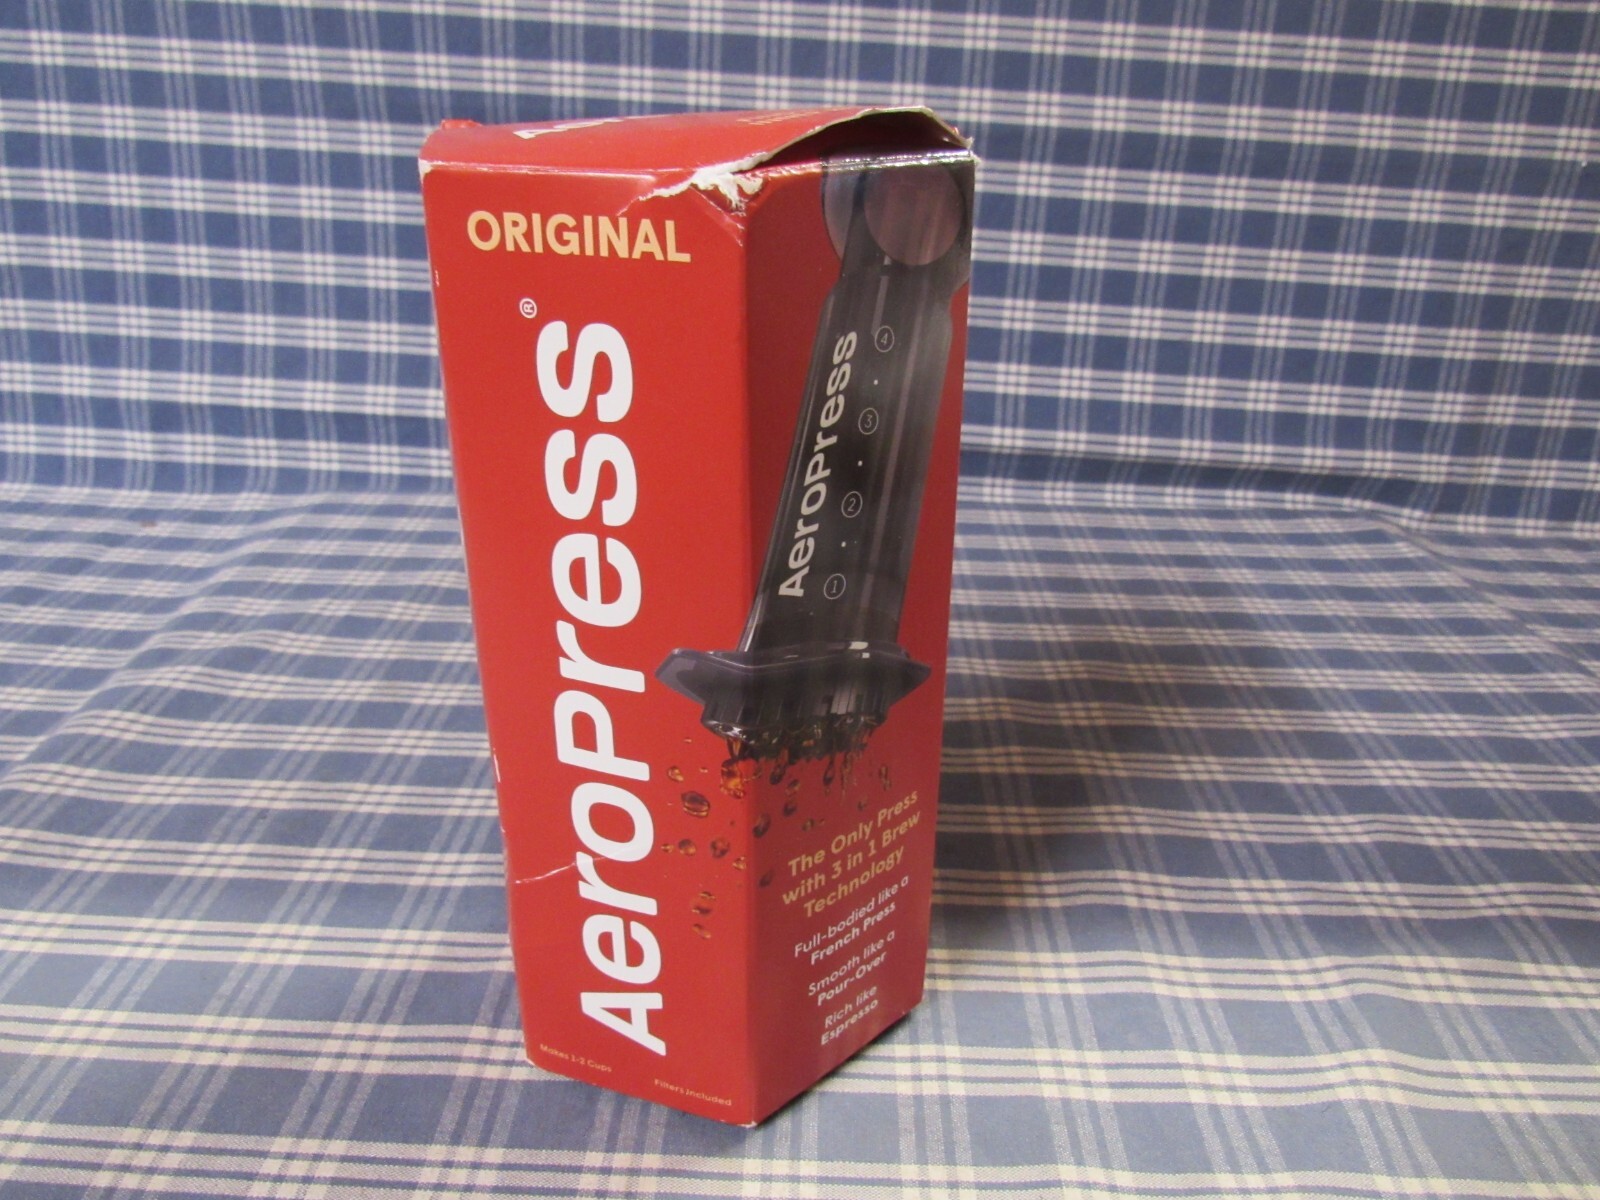 ORIGINAL
AeroPress®
Makes 1-2 Cups
Filters Included
AeroPress
4
3
2
1
The Only Press
with 3 in 1 Brew
Technology
Full-bodied like a
French Press
Smooth like a
Pour-Over
Rich like
Espresso